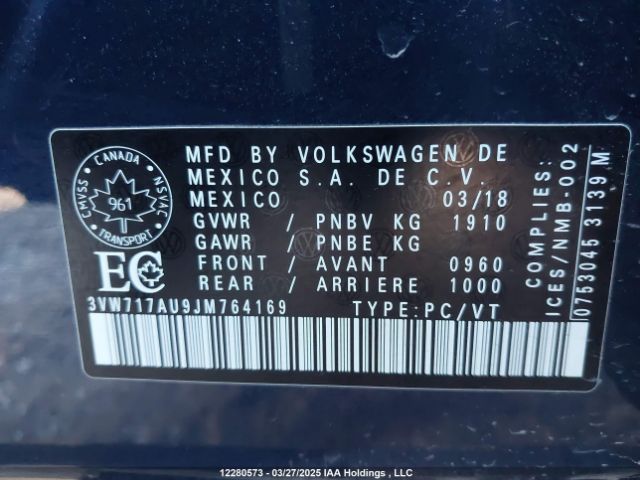 CANADA
CMVSS
961
NSVAC
TRANSPORT
EC
MFD BY VOLKSWAGEN DE
MEXICO S.A. DE C.V.
MEXICO 03/18
GVWR / PNBV KG 1910
GAWR / PNBE KG
FRONT / AVANT 0960
REAR / ARRIERE 1000
3VW717AU9JM764169 TYPE:PC/VT
COMPLIES:
ICES/NMB-002
0753045 3139 M
12280573 - 03/27/2025 IAA Holdings , LLC